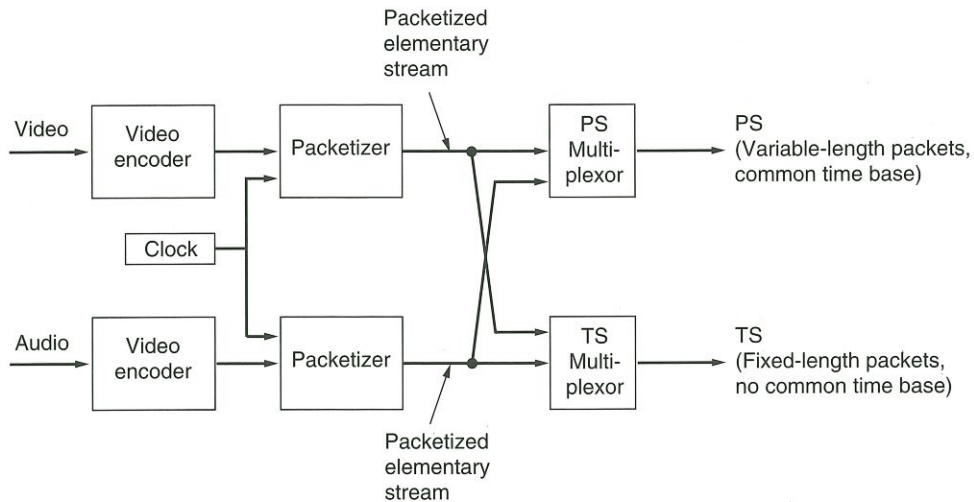 Packetized
elementary
stream
Video
Video
encoder
Packetizer
PS
Multi-
plexor
PS
(Variable-length packets,
common time base)
Clock
Audio
Video
encoder
Packetizer
TS
Multi-
plexor
TS
(Fixed-length packets,
no common time base)
Packetized
elementary
stream